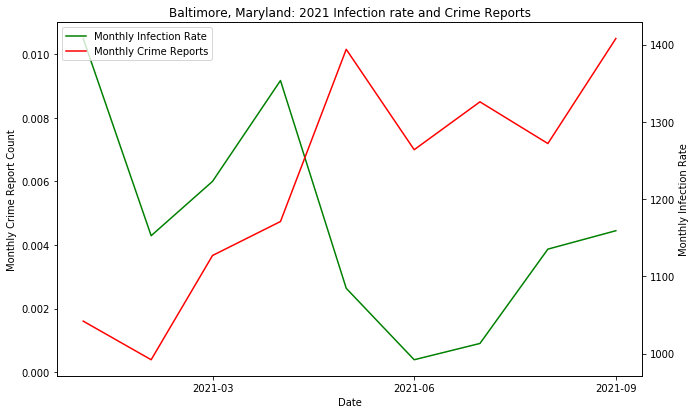 Baltimore, Maryland: 2021 Infection rate and Crime Reports
Monthly Infection Rate
Monthly Crime Reports
Monthly Crime Report Count
0.010
0.008
0.006
0.004
0.002
0.000
1400
1300
1200
1100
1000
Monthly Infection Rate
2021-03
2021-06
2021-09
Date